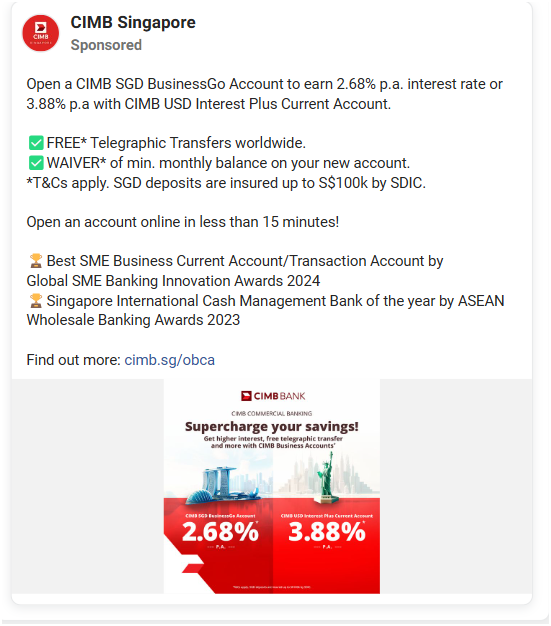 CIMB Singapore
Sponsored
CIMB
SINGAPORE
Open a CIMB SGD BusinessGo Account to earn 2.68% p.a. interest rate or
3.88% p.a with CIMB USD Interest Plus Current Account.
✅FREE* Telegraphic Transfers worldwide.
✅WAIVER* of min. monthly balance on your new account.
*T&Cs apply. SGD deposits are insured up to S$100k by SDIC.
Open an account online in less than 15 minutes!
🏆 Best SME Business Current Account/Transaction Account by
Global SME Banking Innovation Awards 2024
🏆 Singapore International Cash Management Bank of the year by ASEAN
Wholesale Banking Awards 2023
Find out more: cimb.sg/obca
CIMB BANK
CIMB COMMERCIAL BANKING
Supercharge your savings!
Get higher interest, free telegraphic transfer
and more with CIMB Business Accounts*
CIMB SGD BusinessGo Account
2.68%*
P.A.
CIMB USD Interest Plus Current Account
3.88%*
P.A.